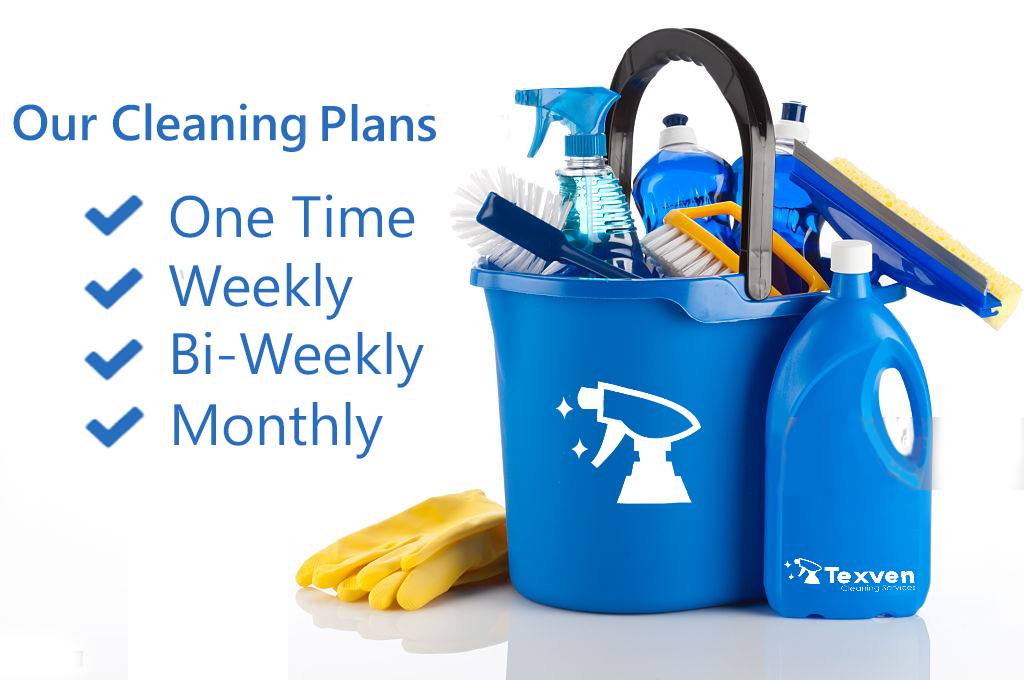 Our Cleaning Plans
One Time
Weekly
Bi-Weekly
Monthly
Texven
Cleaning Services